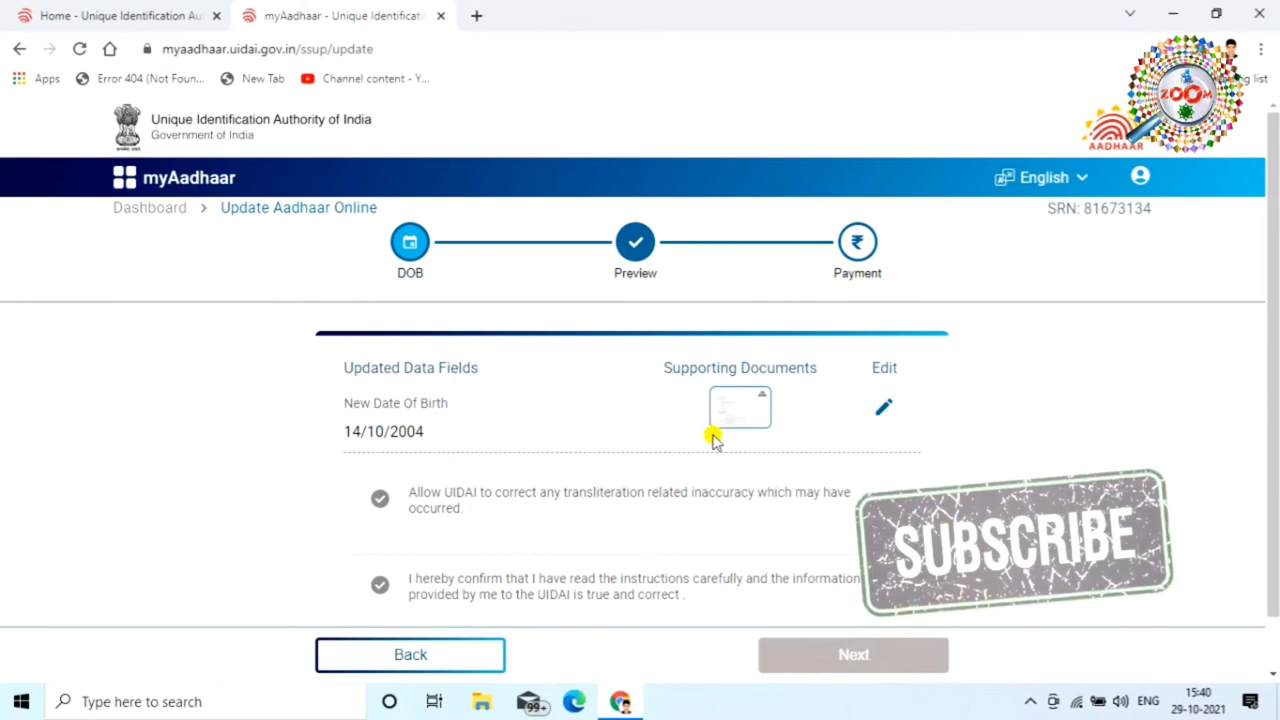 Home - Unique Identification Au
myAadhaar - Unique Identificati
myaadhaar.uidai.gov.in/ssup/update
Apps
Error 404 (Not Foun...
New Tab
Channel content - Y...
ing list
ZOOM
AADHAAR
Unique Identification Authority of India
Government of India
myAadhaar
English
Dashboard > Update Aadhaar Online
SRN: 81673134
DOB
Preview
₹
Payment
Updated Data Fields
Supporting Documents
Edit
New Date Of Birth
14/10/2004
Allow UIDAI to correct any transliteration related inaccuracy which may have
occurred.
I hereby confirm that I have read the instructions carefully and the information
provided by me to the UIDAI is true and correct .
SUBSCRIBE
Back
Next
Type here to search
99+
ENG
15:40
29-10-2021